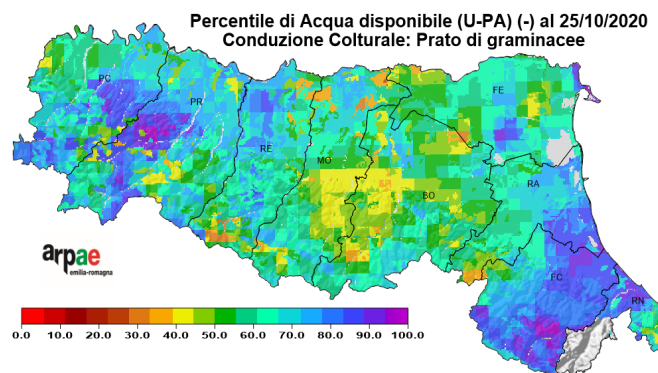 Percentile di Acqua disponibile (U-PA) (-) al 25/10/2020
Conduzione Colturale: Prato di graminacee
PC
PR
FE
RE
MO
BO
RA
FC
RN
arpae
emilia-romagna
0.0 10.0 20.0 30.0 40.0 50.0 60.0 70.0 80.0 90.0 100.0